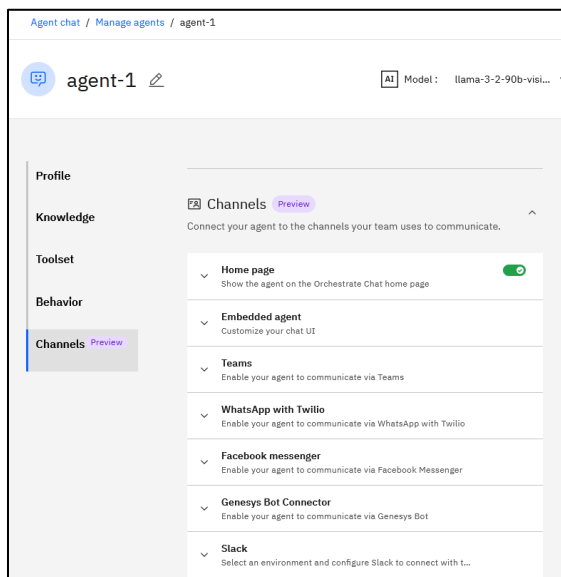 Agent chat / Manage agents / agent-1
agent-1
AI Model : llama-3-2-90b-visi...
Profile
Knowledge
Toolset
Behavior
Channels Preview
Channels Preview
Connect your agent to the channels your team uses to communicate.
Home page
Show the agent on the Orchestrate Chat home page
Embedded agent
Customize your chat UI
Teams
Enable your agent to communicate via Teams
WhatsApp with Twilio
Enable your agent to communicate via WhatsApp with Twilio
Facebook messenger
Enable your agent to communicate via Facebook Messenger
Genesys Bot Connector
Enable your agent to communicate via Genesys Bot
Slack
Select an environment and configure Slack to connect with t...